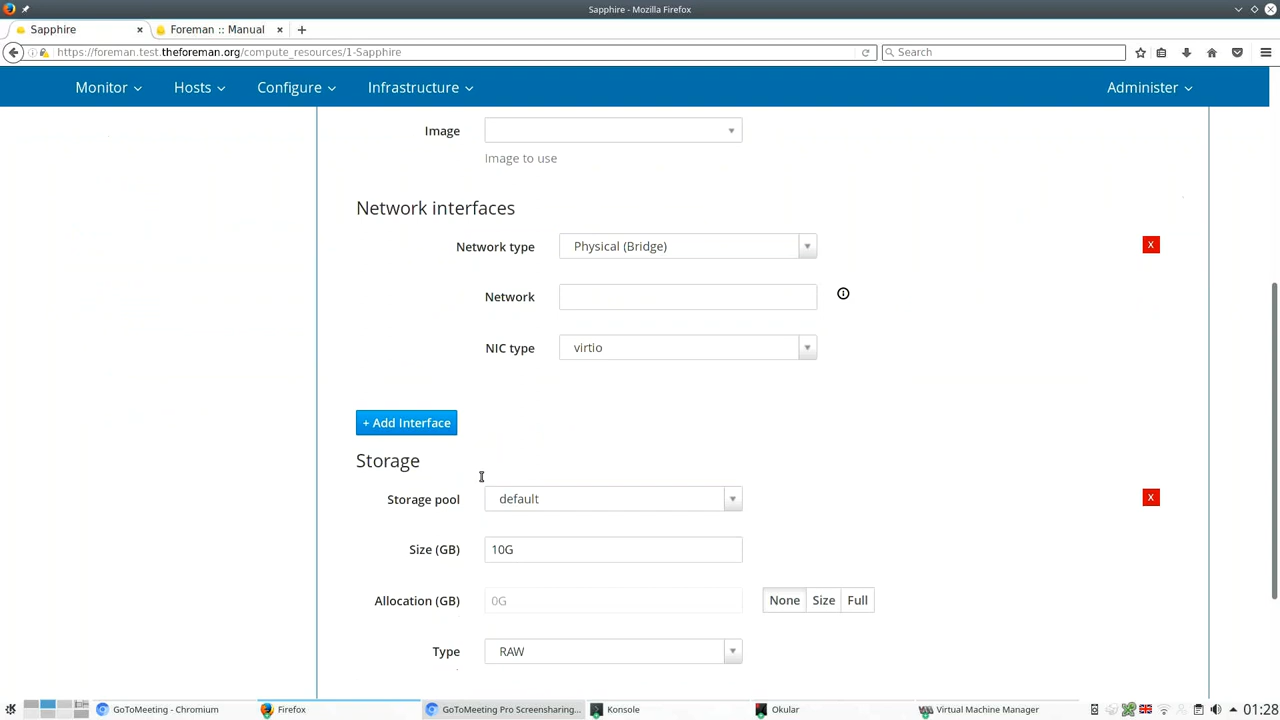 Sapphire - Mozilla Firefox
Sapphire
Foreman :: Manual
https://foreman.test.theforeman.org/compute_resources/1-Sapphire
Search
Monitor
Hosts
Configure
Infrastructure
Administer
Image
Image to use
Network interfaces
Network type
Physical (Bridge)
x
Network
NIC type
virtio
+ Add Interface
Storage
Storage pool
default
x
Size (GB)
10G
Allocation (GB)
0G
None
Size
Full
Type
RAW
GoToMeeting - Chromium
Firefox
GoToMeeting Pro Screensharing...
Konsole
Okular
Virtual Machine Manager
01:28